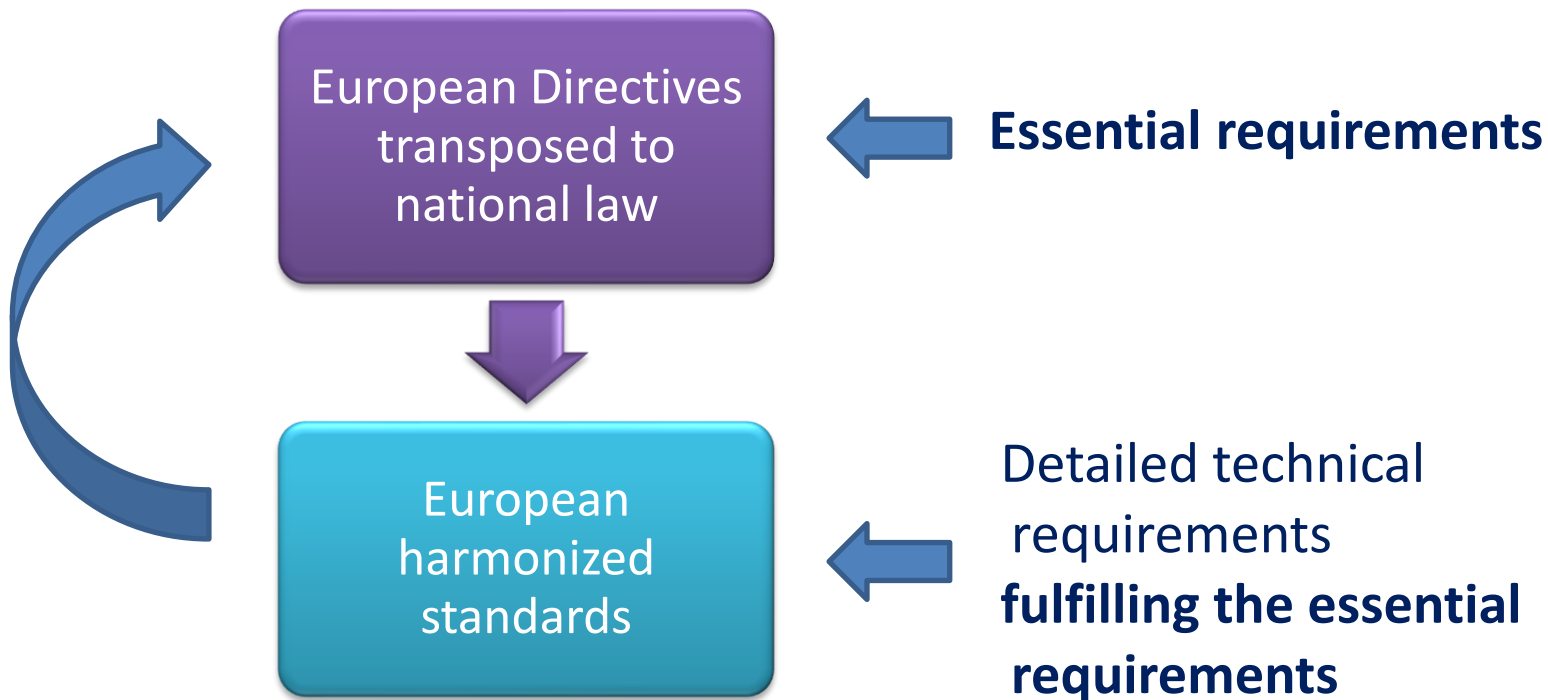 European Directives
transposed to
national law
Essential requirements
European
harmonized
standards
Detailed technical
requirements
fulfilling the essential
requirements